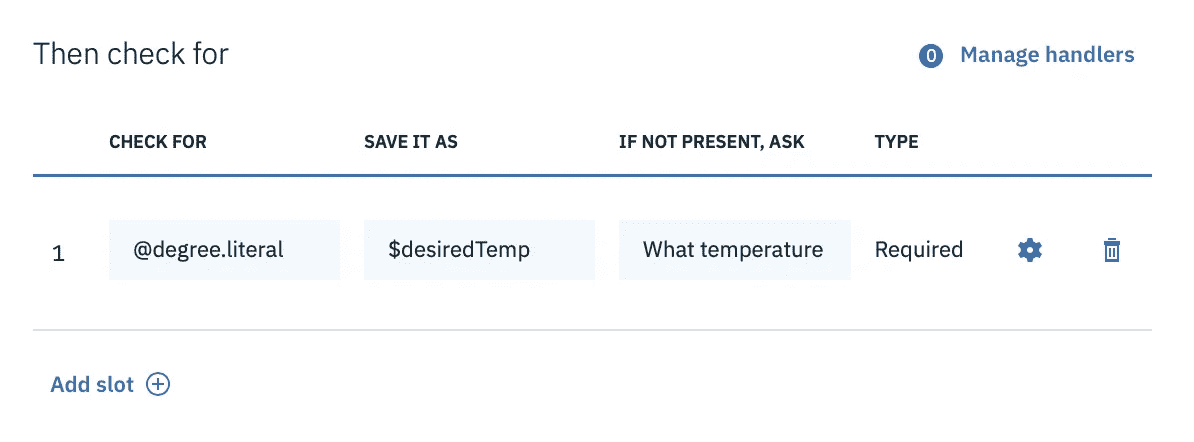 Then check for
0 Manage handlers
CHECK FOR SAVE IT AS IF NOT PRESENT, ASK TYPE
1 @degree.literal $desiredTemp What temperature Required
Add slot